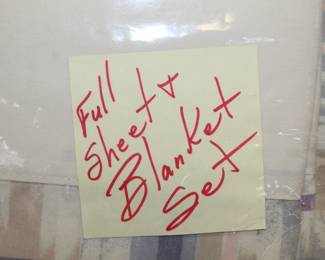 Full
Sheet +
Blanket
Set